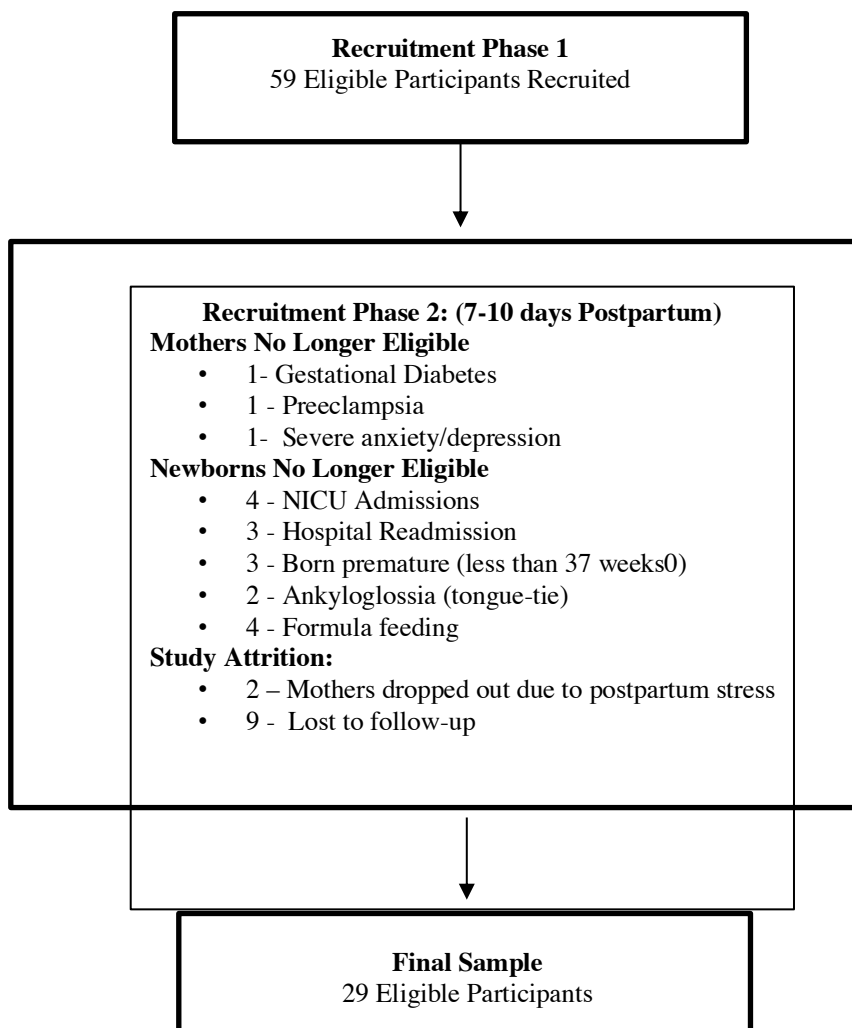 Recruitment Phase 1
59 Eligible Participants Recruited
Recruitment Phase 2: (7-10 days Postpartum)
Mothers No Longer Eligible
• 1- Gestational Diabetes
• 1 - Preeclampsia
• 1- Severe anxiety/depression
Newborns No Longer Eligible
• 4 - NICU Admissions
• 3 - Hospital Readmission
• 3 - Born premature (less than 37 weeks0)
• 2 - Ankyloglossia (tongue-tie)
• 4 - Formula feeding
Study Attrition:
• 2 – Mothers dropped out due to postpartum stress
• 9 - Lost to follow-up
Final Sample
29 Eligible Participants